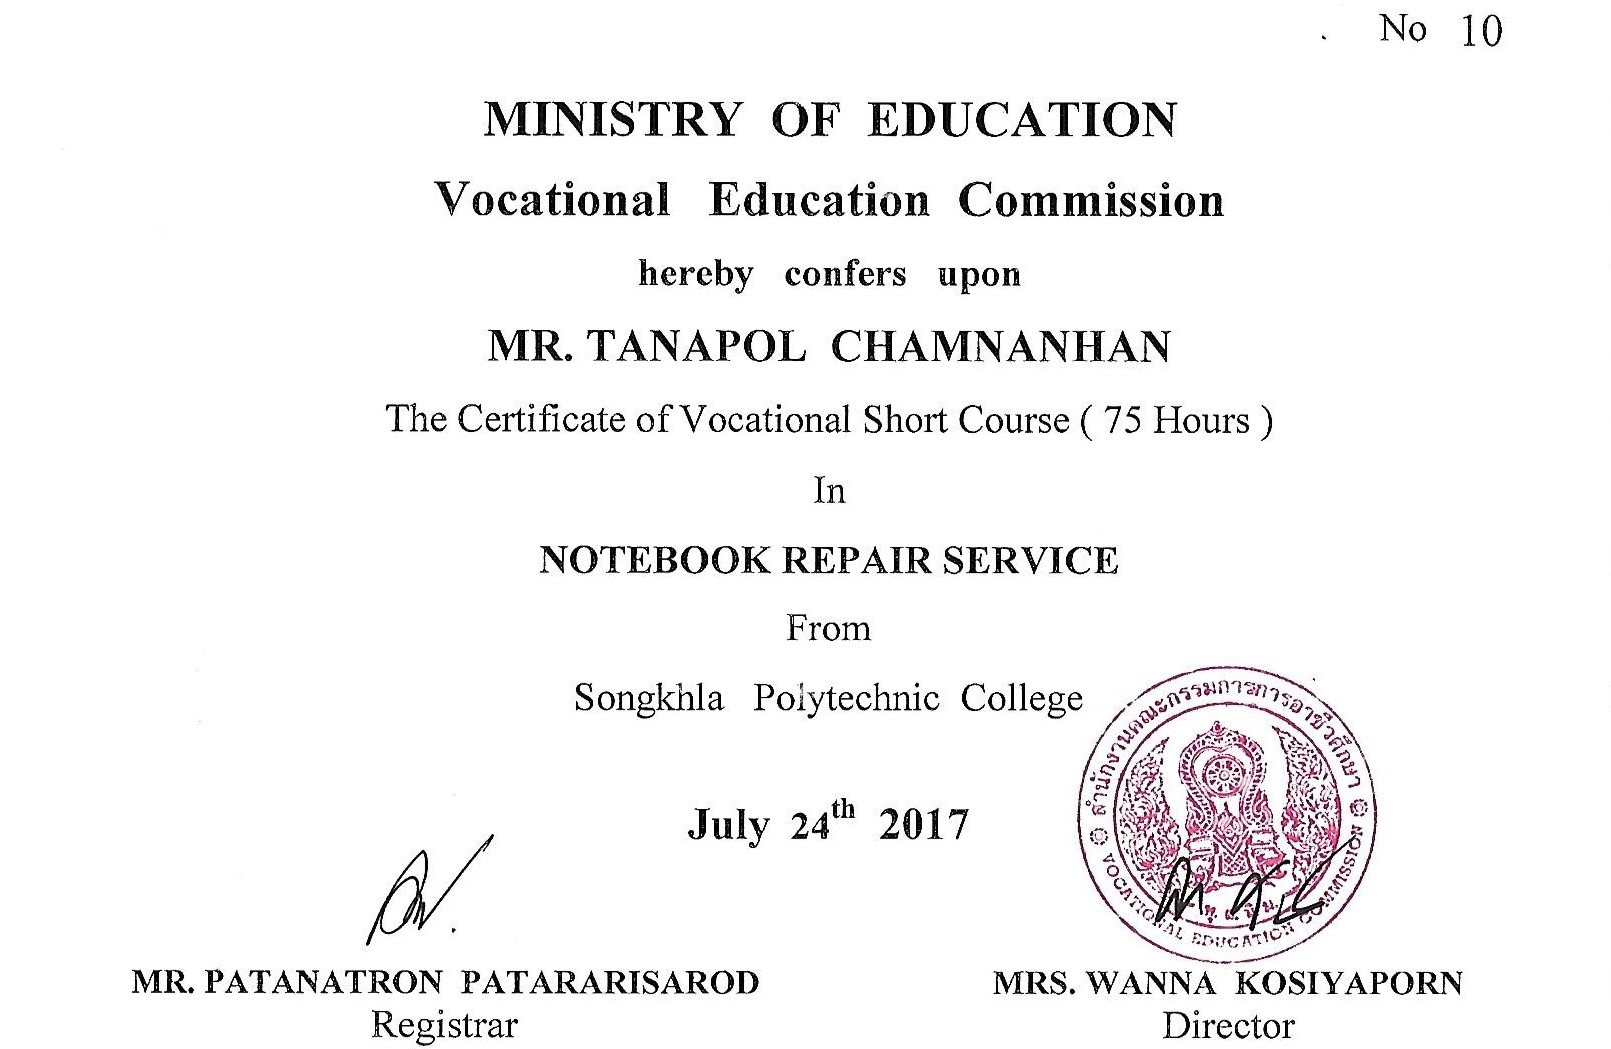 No 10
MINISTRY OF EDUCATION
Vocational Education Commission
hereby confers upon
MR. TANAPOL CHAMNANHAN
The Certificate of Vocational Short Course ( 75 Hours )
In
NOTEBOOK REPAIR SERVICE
From
Songkhla Polytechnic College
สำนักงานคณะกรรมการการอาชีวศึกษา
VOCATIONAL EDUCATION COMMISSION
July 24th 2017
MR. PATANATRON PATARARISAROD
MRS. WANNA KOSIYAPORN
Registrar
Director